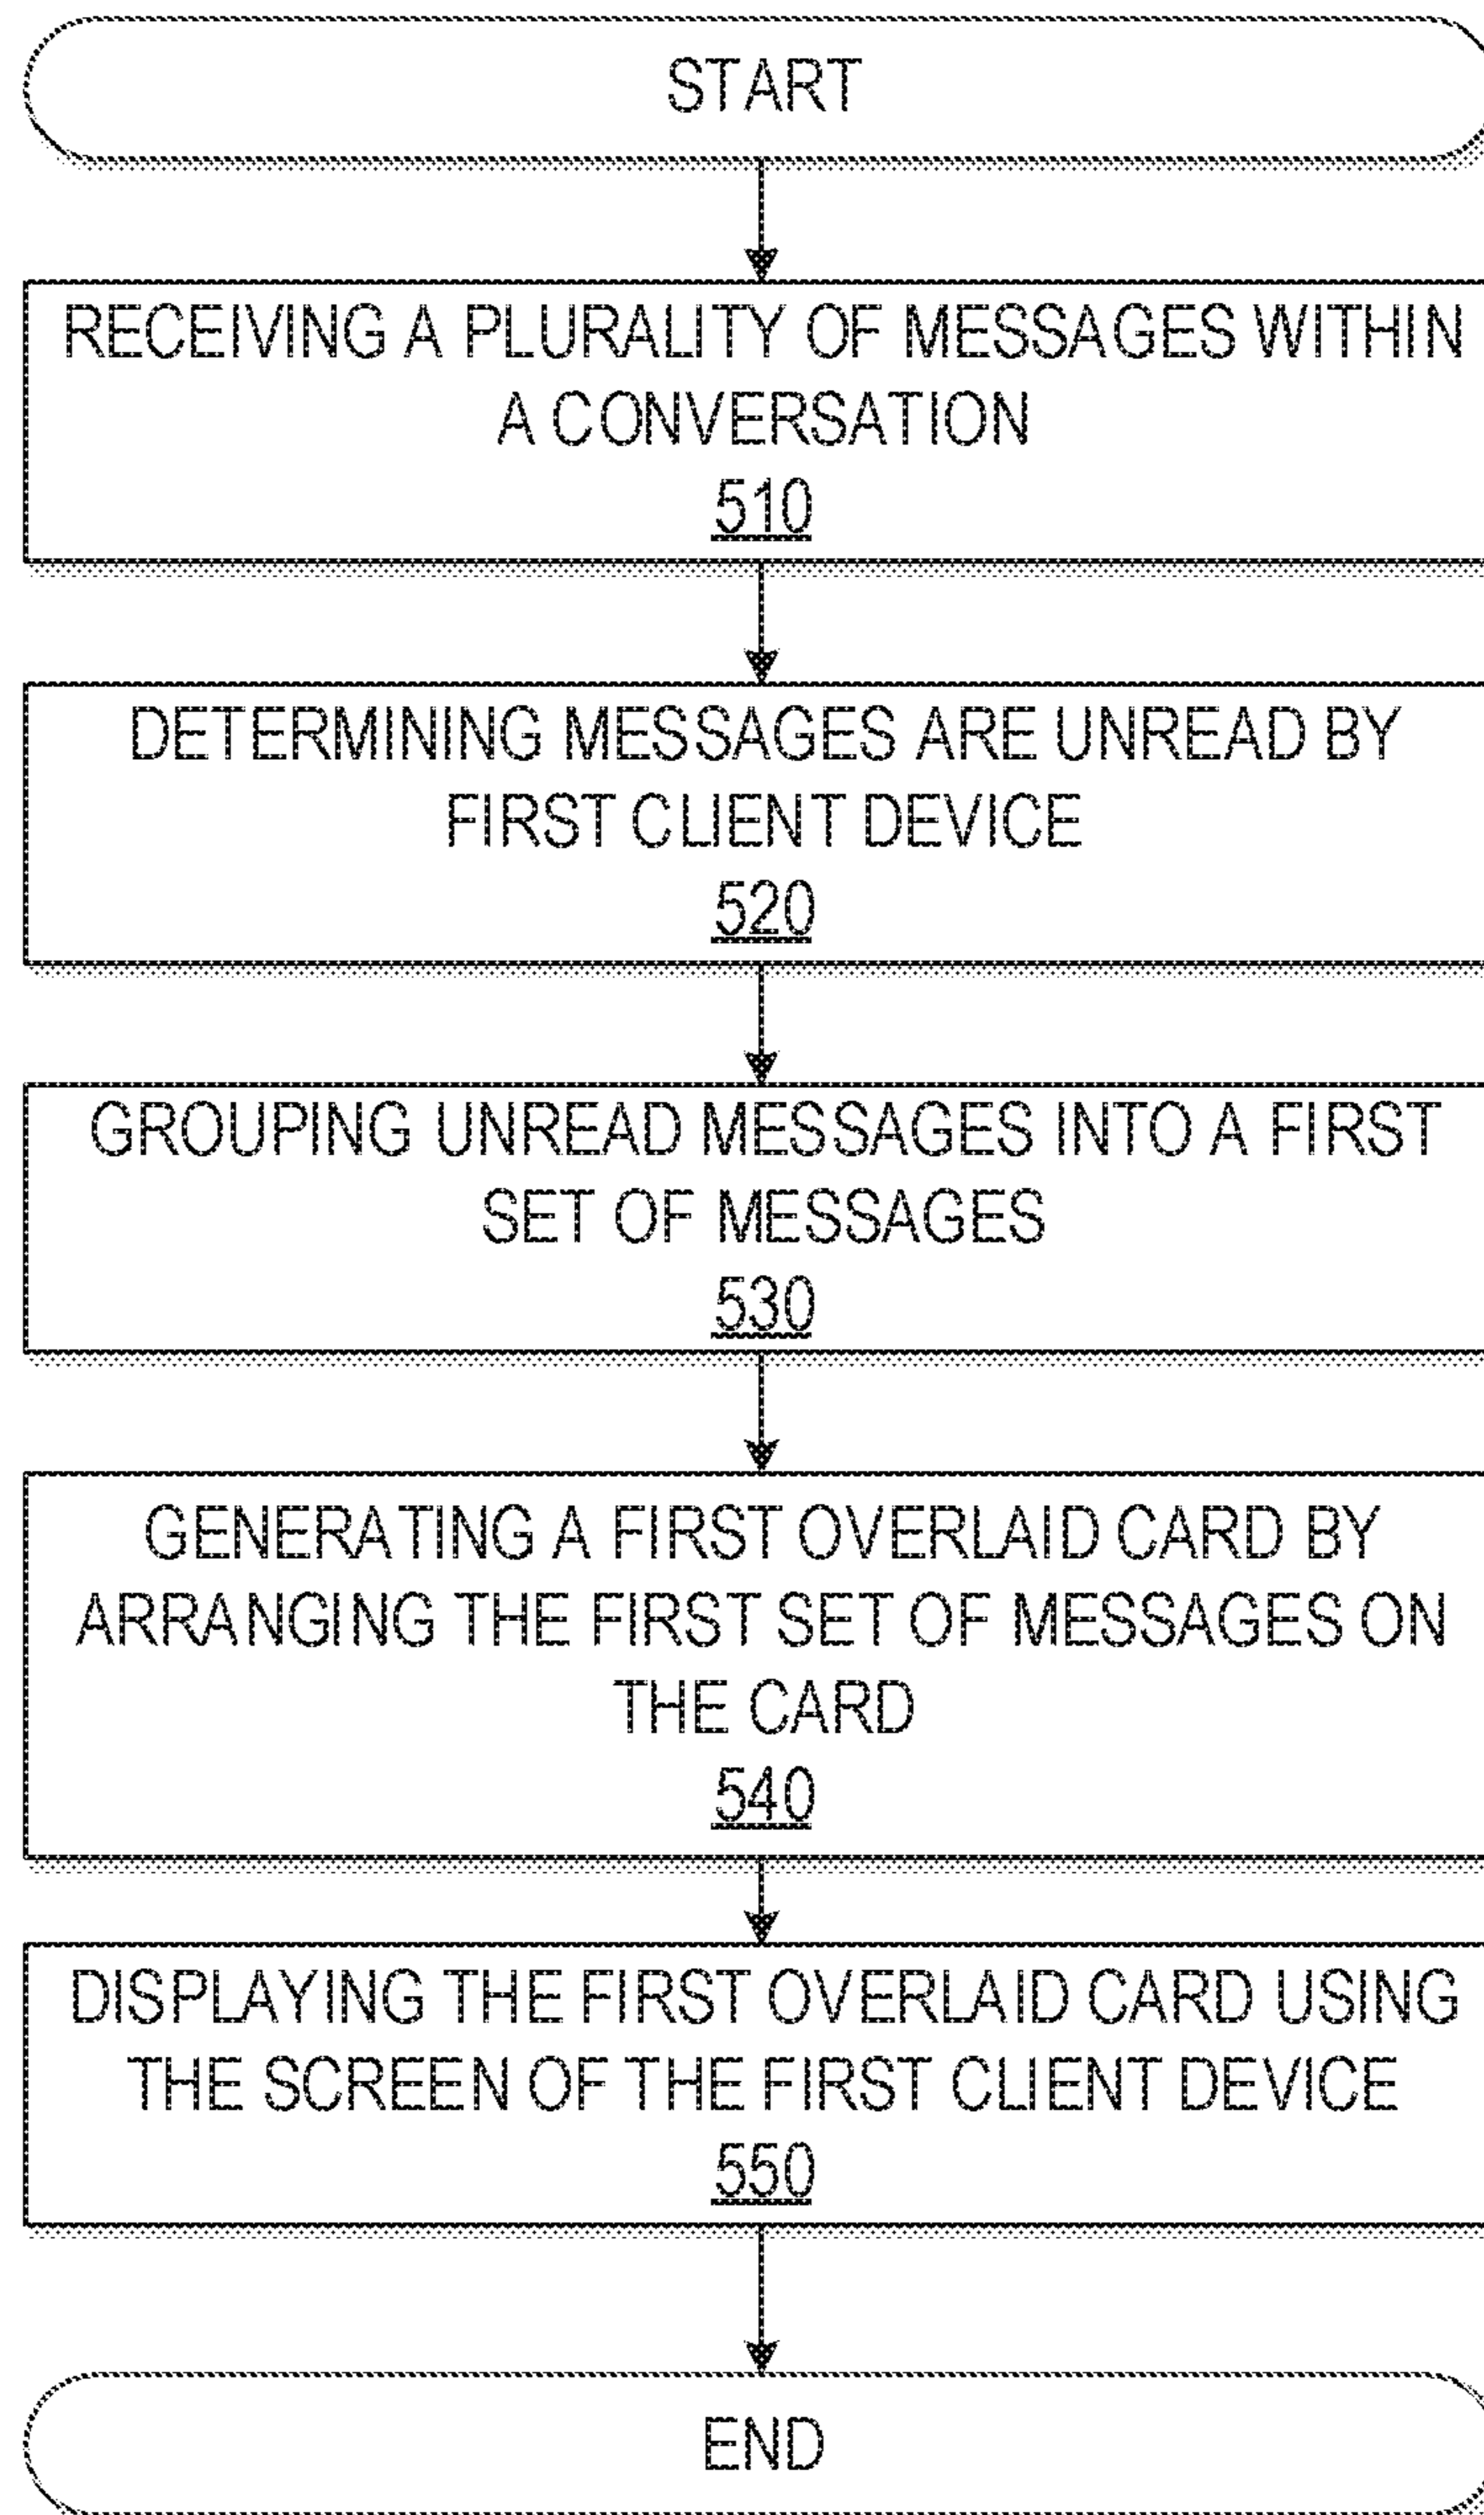 START
RECEIVING A PLURALITY OF MESSAGES WITHIN
A CONVERSATION
510
DETERMINING MESSAGES ARE UNREAD BY
FIRST CLIENT DEVICE
520
GROUPING UNREAD MESSAGES INTO A FIRST
SET OF MESSAGES
530
GENERATING A FIRST OVERLAID CARD BY
ARRANGING THE FIRST SET OF MESSAGES ON
THE CARD
540
DISPLAYING THE FIRST OVERLAID CARD USING
THE SCREEN OF THE FIRST CLIENT DEVICE
550
END